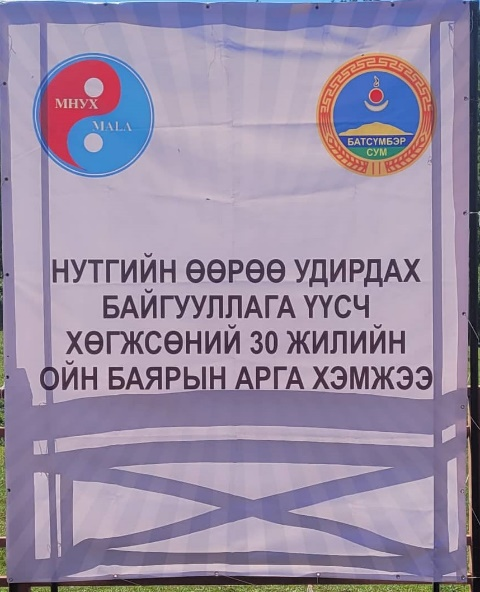 МНУХ
MALA
БАТСҮМБЭР
СУМ
НУТГИЙН ӨӨРӨӨ УДИРДАХ
БАЙГУУЛЛАГА ҮҮСЧ
ХӨГЖСӨНИЙ 30 ЖИЛИЙН
ОЙН БАЯРЫН АРГА ХЭМЖЭЭ